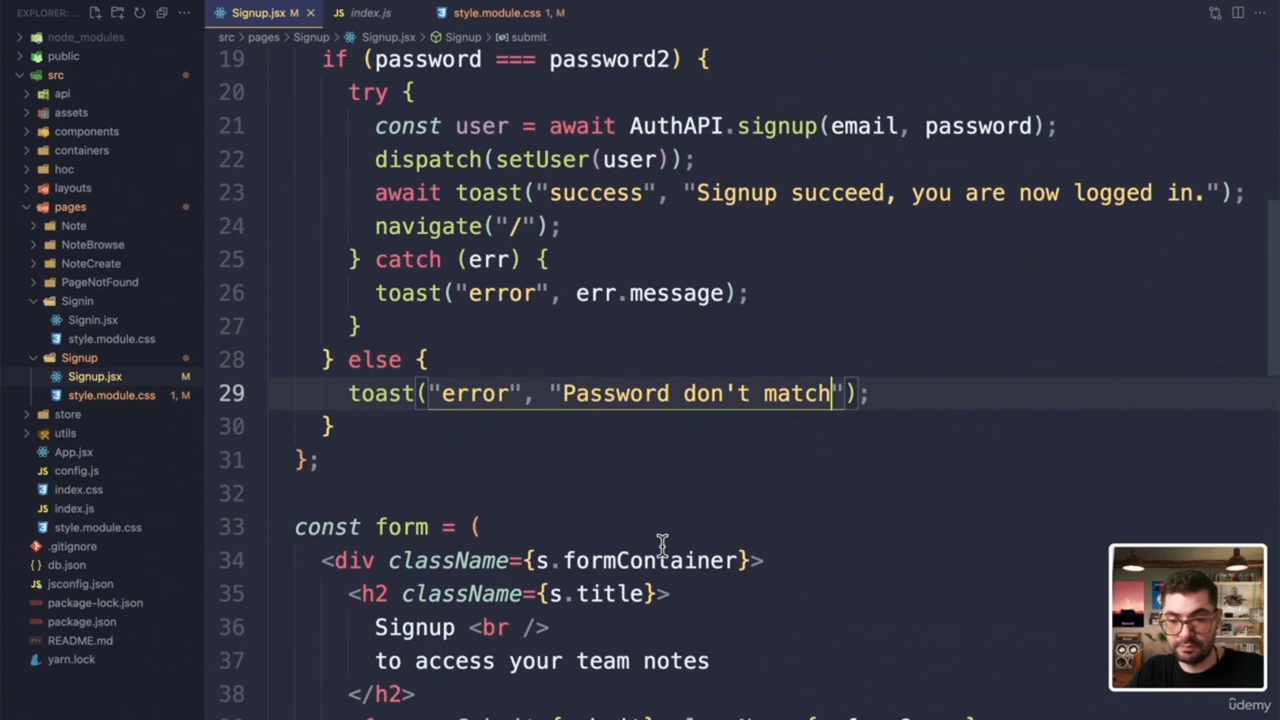 EXPLORER: ...
Signup.jsx M
index.js
style.module.css 1, M
src > pages > Signup > Signup.jsx > Signup > submit
node_modules
public
src
api
assets
components
containers
hoc
layouts
pages
Note
NoteBrowse
NoteCreate
PageNotFound
Signin
Signin.jsx
style.module.css
Signup
Signup.jsx M
style.module.css 1, M
store
utils
App.jsx
JS config.js
index.css
JS index.js
style.module.css
.gitignore
db.json
jsconfig.json
package-lock.json
package.json
README.md
yarn.lock
19 if (password === password2) {
20 try {
21 const user = await AuthAPI.signup(email, password);
22 dispatch(setUser(user));
23 await toast("success", "Signup succeed, you are now logged in.");
24 navigate("/");
25 } catch (err) {
26 toast("error", err.message);
27 }
28 } else {
29 toast("error", "Password don't match");
30 }
31 };
32
33 const form = (
34 <div className={s.formContainer}>
35 <h2 className={s.title}>
36 Signup <br />
37 to access your team notes
38 </h2>
ûdemy